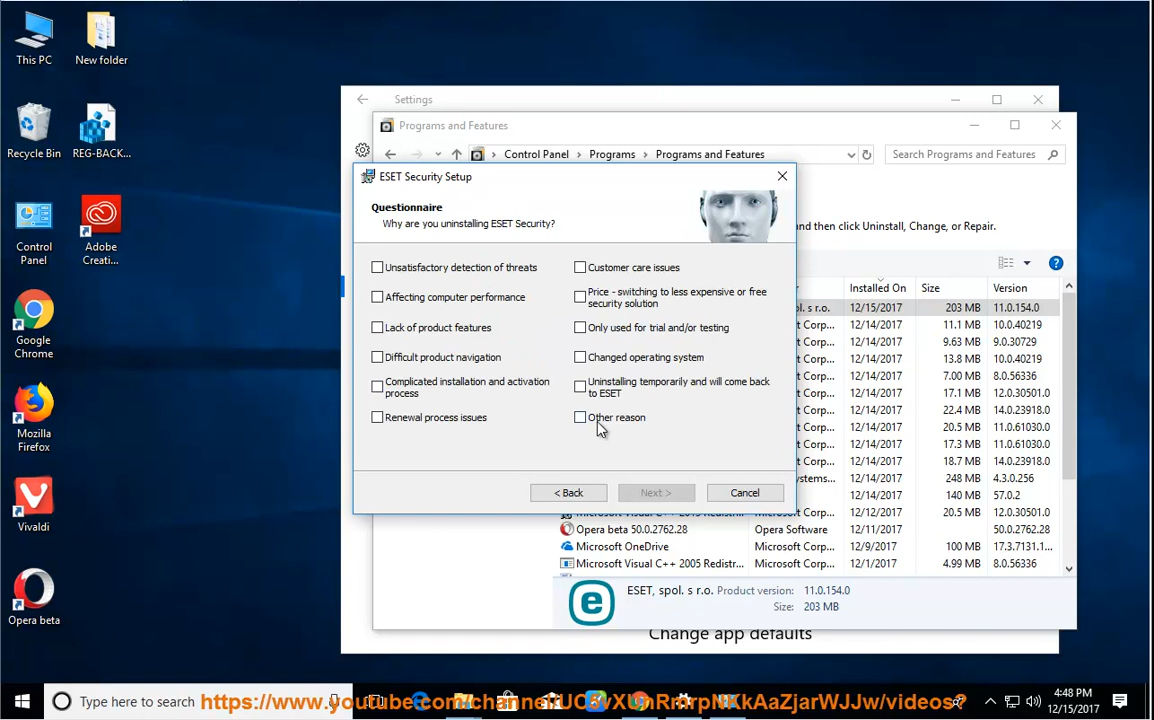 This PC
New folder
Recycle Bin
REG-BACK...
Control
Panel
Adobe
Creati...
Google
Chrome
Mozilla
Firefox
Vivaldi
Opera beta
Settings
Programs and Features
Control Panel > Programs > Programs and Features
Search Programs and Features
and then click Uninstall, Change, or Repair.
Installed On Size Version
ol. s r.o. 12/15/2017 203 MB 11.0.154.0
t Corp... 12/14/2017 11.1 MB 10.0.40219
t Corp... 12/14/2017 9.63 MB 9.0.30729
t Corp... 12/14/2017 13.8 MB 10.0.40219
t Corp... 12/14/2017 7.00 MB 8.0.56336
t Corp... 12/14/2017 17.1 MB 12.0.30501.0
t Corp... 12/14/2017 22.4 MB 14.0.23918.0
t Corp... 12/14/2017 20.5 MB 11.0.61030.0
t Corp... 12/14/2017 17.3 MB 11.0.61030.0
t Corp... 12/14/2017 18.7 MB 14.0.23918.0
ystems... 12/14/2017 248 MB 4.3.0.256
12/14/2017 140 MB 57.0.2
t Corp... 12/12/2017 20.5 MB 12.0.30501.0
Opera beta 50.0.2762.28 Opera Software 12/11/2017 50.0.2762.28
Microsoft OneDrive Microsoft Corp... 12/9/2017 100 MB 17.3.7131.1...
Microsoft Visual C++ 2005 Redistr... Microsoft Corp... 12/1/2017 4.99 MB 8.0.56336
ESET, spol. s r.o. Product version: 11.0.154.0
Size: 203 MB
Change app defaults
ESET Security Setup
Questionnaire
Why are you uninstalling ESET Security?
Unsatisfactory detection of threats
Affecting computer performance
Lack of product features
Difficult product navigation
Complicated installation and activation
process
Renewal process issues
Customer care issues
Price - switching to less expensive or free
security solution
Only used for trial and/or testing
Changed operating system
Uninstalling temporarily and will come back
to ESET
Other reason
< Back
Next >
Cancel
Type here to search
4:48 PM
12/15/2017